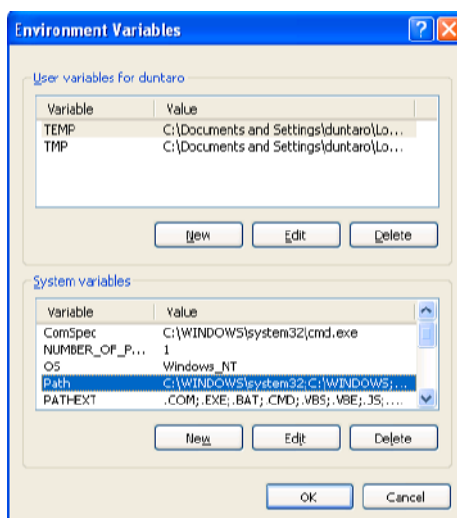 Environment Variables
User variables for duntaro
Variable Value
TEMP C:\Documents and Settings\duntaro\Lo...
TMP C:\Documents and Settings\duntaro\Lo...
New Edit Delete
System variables
Variable Value
ComSpec C:\WINDOWS\system32\cmd.exe
NUMBER_OF_P... 1
OS Windows_NT
Path C:\WINDOWS\system32;C:\WINDOWS;...
PATHEXT .COM;.EXE;.BAT;.CMD;.VBS;.VBE;.JS;....
New Edit Delete
OK Cancel